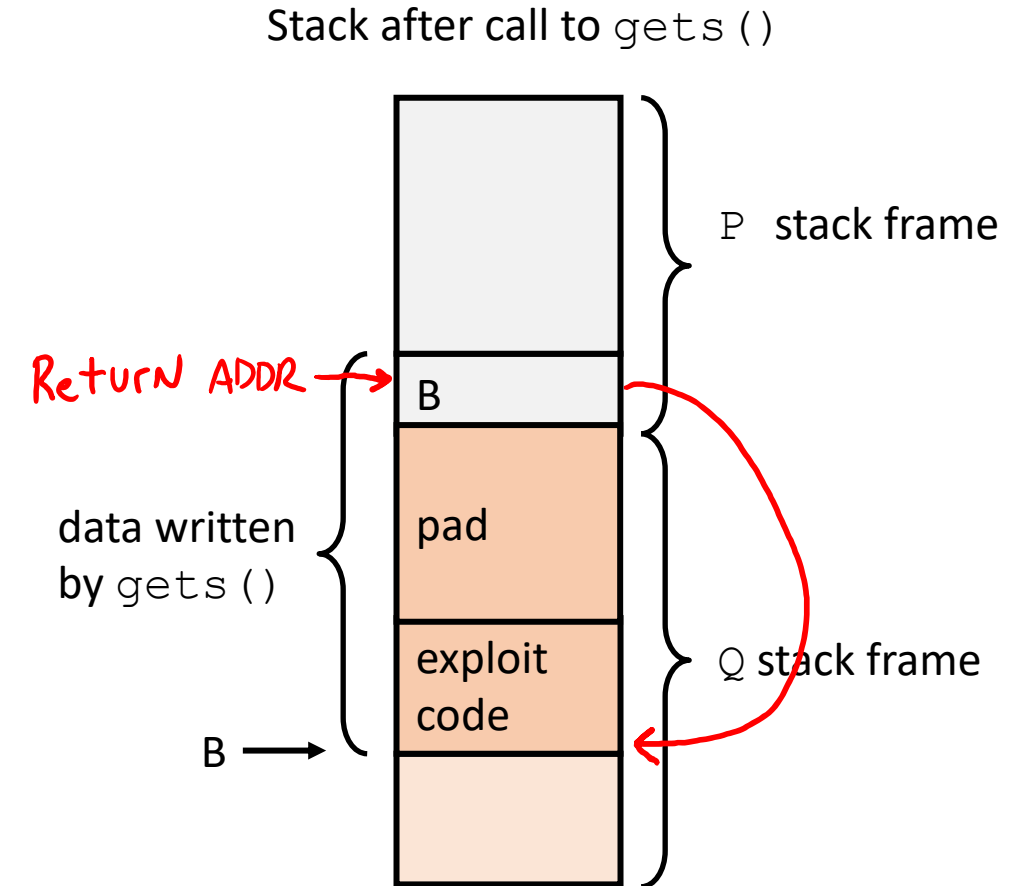 Stack after call to gets()
P stack frame
Return ADDR
B
data written
by gets()
pad
exploit
code
Q stack frame
B